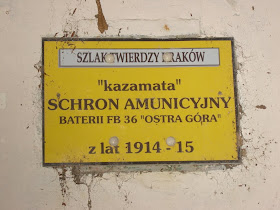 SZLAK TWIERDZY KRAKÓW
"kazamata"
SCHRON AMUNICYJNY
BATERII FB 36 "OSTRA GÓRA"
z lat 1914 - 15